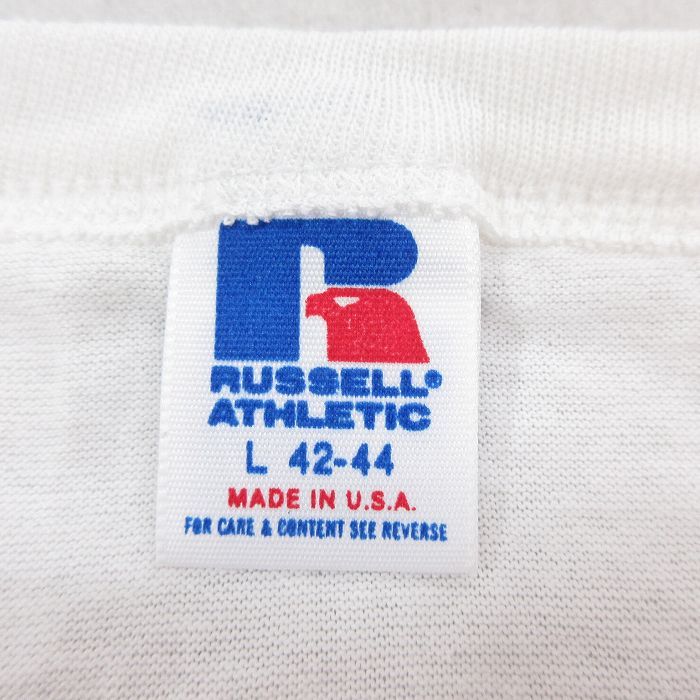 RUSSELL®
ATHLETIC
L 42-44
MADE IN U.S.A.
FOR CARE & CONTENT SEE REVERSE